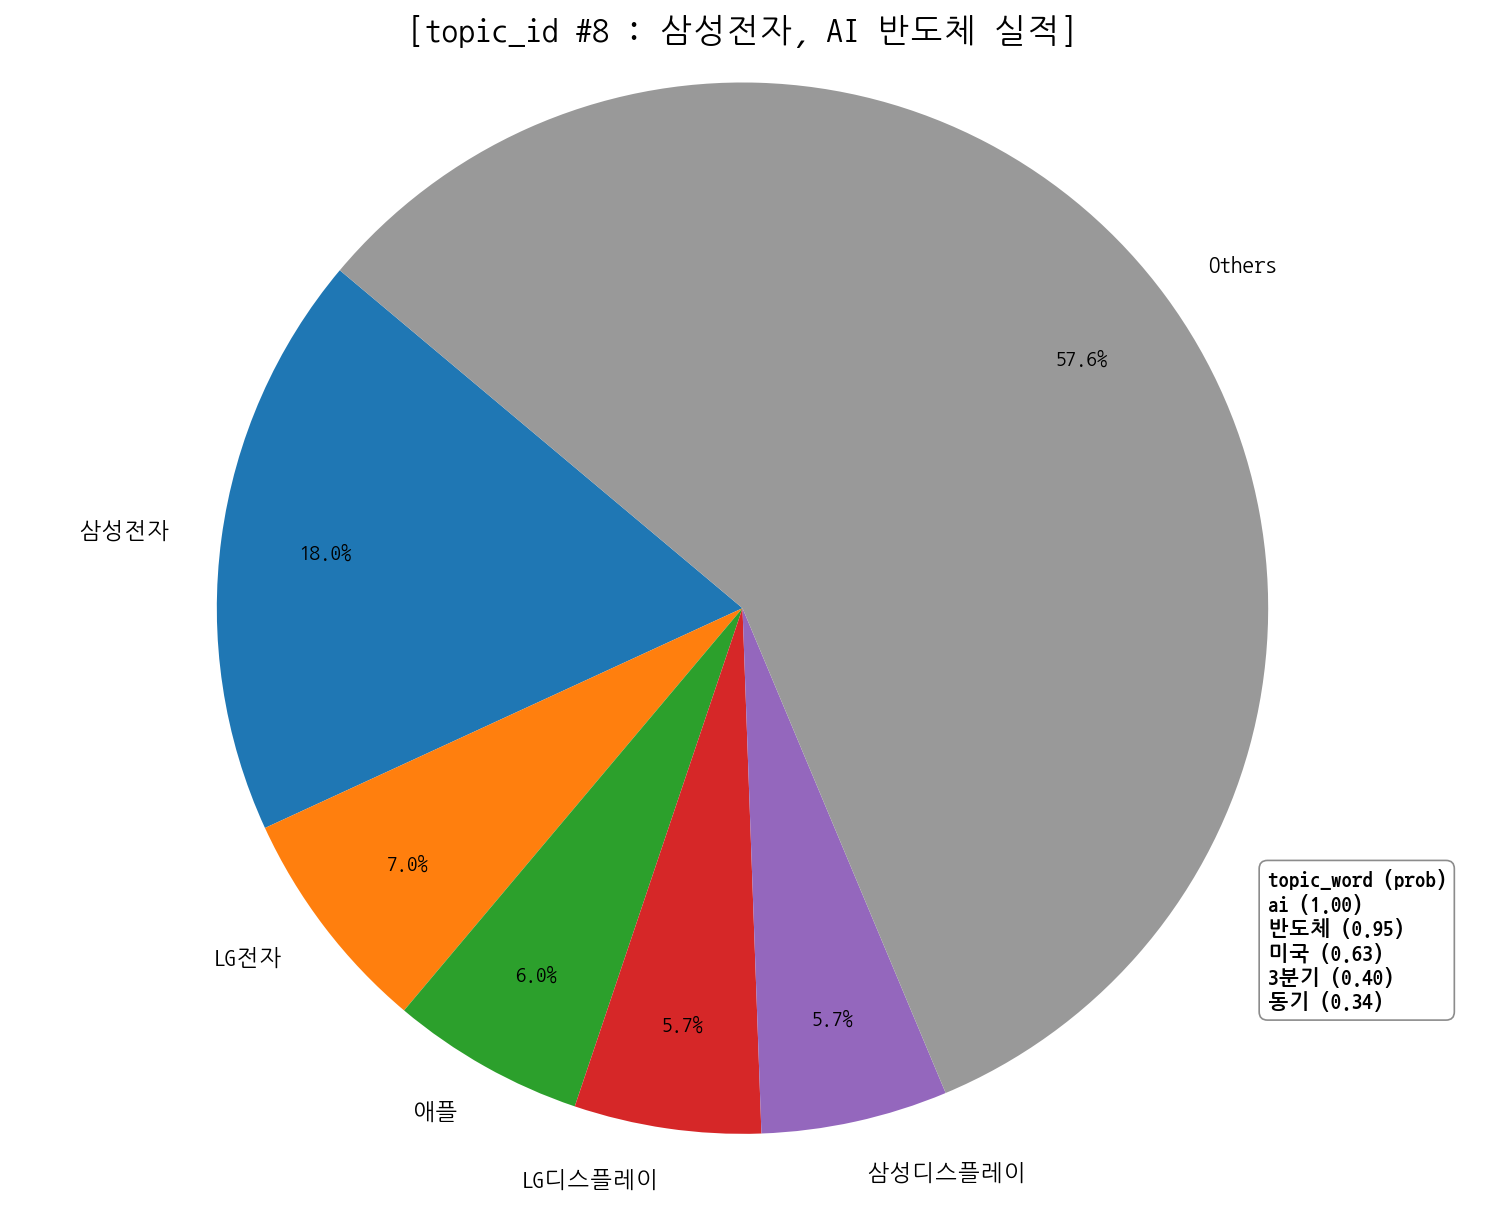 [topic_id #8 : 삼성전자, AI 반도체 실적]
Others
57.6%
삼성전자
18.0%
7.0%
LG전자
6.0%
애플
5.7%
LG디스플레이
5.7%
삼성디스플레이
topic_word (prob)
ai (1.00)
반도체 (0.95)
미국 (0.63)
3분기 (0.40)
동기 (0.34)